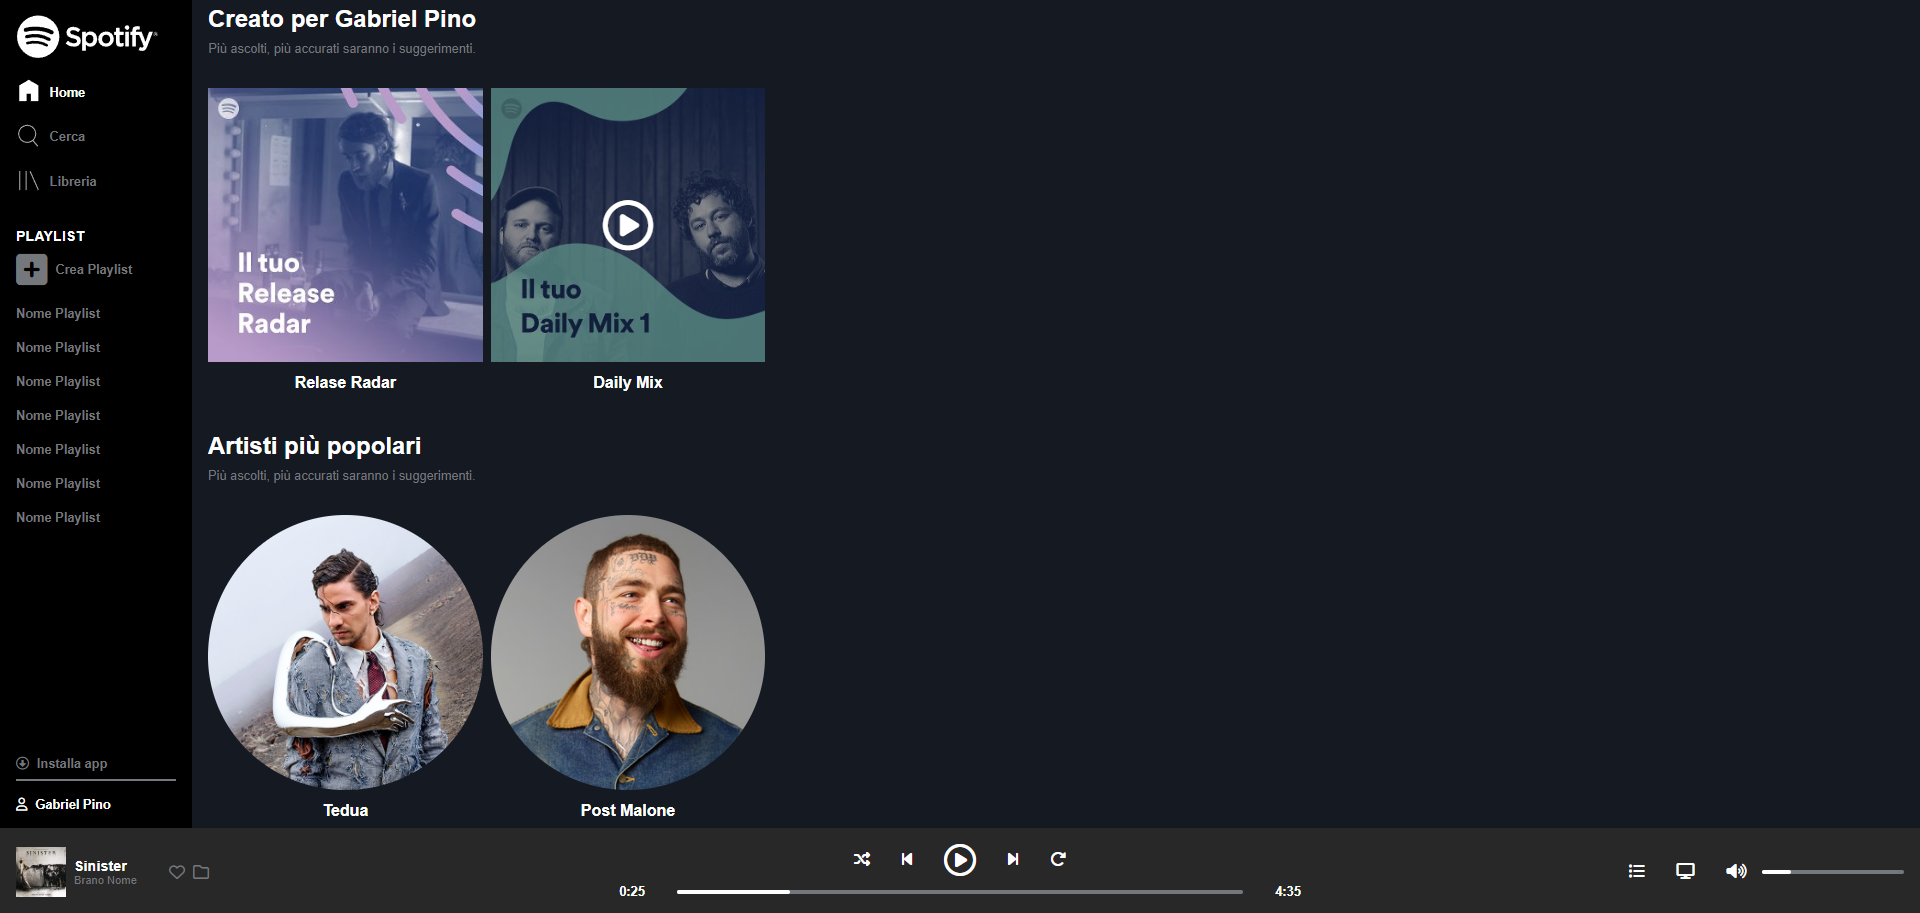 Spotify
Home
Cerca
Libreria
PLAYLIST
Crea Playlist
Nome Playlist
Nome Playlist
Nome Playlist
Nome Playlist
Nome Playlist
Nome Playlist
Nome Playlist
Installa app
Gabriel Pino
Creato per Gabriel Pino
Più ascolti, più accurati saranno i suggerimenti.
Il tuo
Release
Radar
Il tuo
Daily Mix 1
Relase Radar
Daily Mix
Artisti più popolari
Più ascolti, più accurati saranno i suggerimenti.
Tedua
Post Malone
SINISTER
Sinister
Brano Nome
0:25
4:35